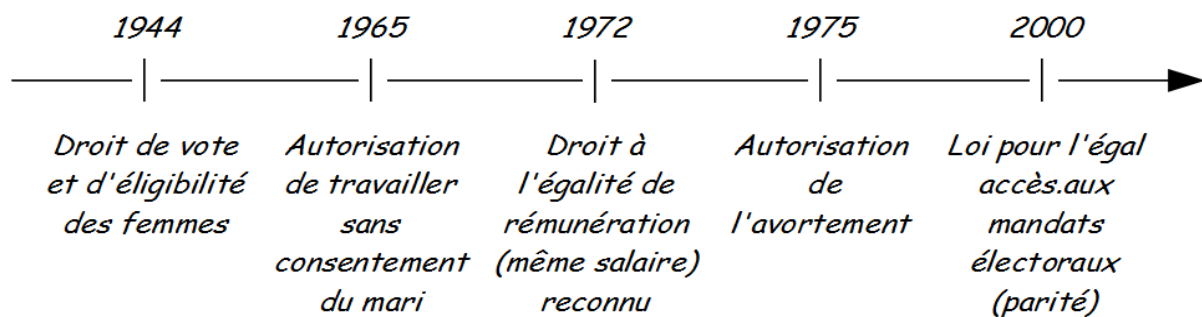 1944
1965
1972
1975
2000
Droit de vote
et d'éligibilité
des femmes
Autorisation
de travailler
sans
consentement
du mari
Droit à
l'égalité de
rémunération
(même salaire)
reconnu
Autorisation
de
l'avortement
Loi pour l'égal
accès.aux
mandats
électoraux
(parité)